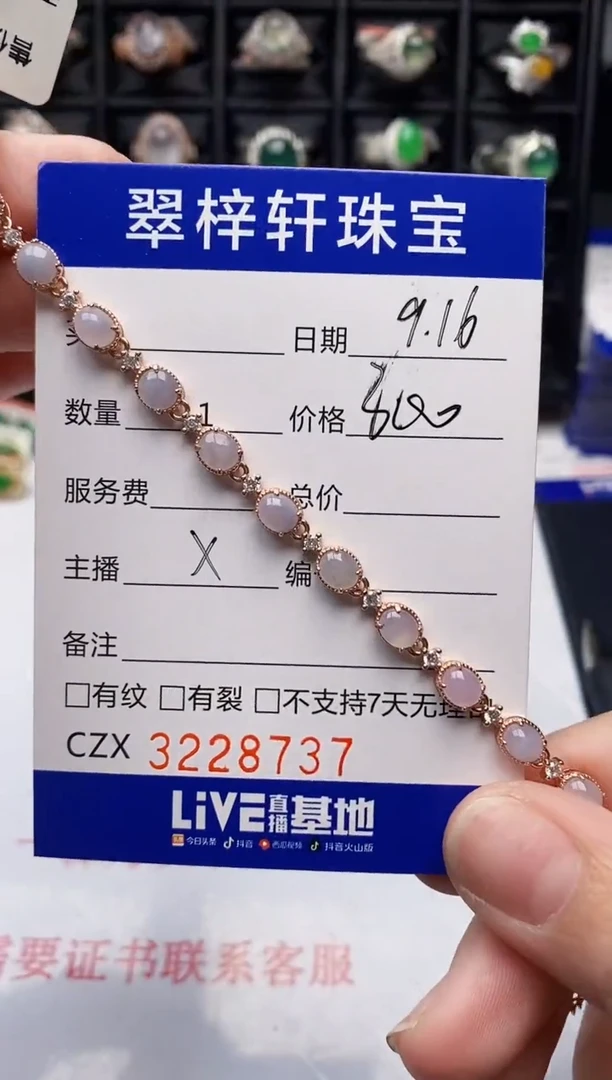 售
翠梓轩珠宝
日期 9.16
数量 1 价格 800
服务费 总价
主播 X 编
备注
□有纹 □有裂 □不支持7天无理
CZX 3228737
LiVE直播基地
今日头条 抖音 西瓜视频 抖音火山版
需要证书联系客服